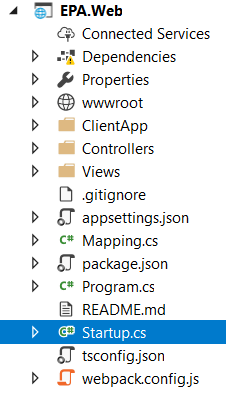 EPA.Web
Connected Services
Dependencies
Properties
wwwroot
ClientApp
Controllers
Views
.gitignore
appsettings.json
C# Mapping.cs
package.json
C# Program.cs
README.md
C# Startup.cs
tsconfig.json
webpack.config.js